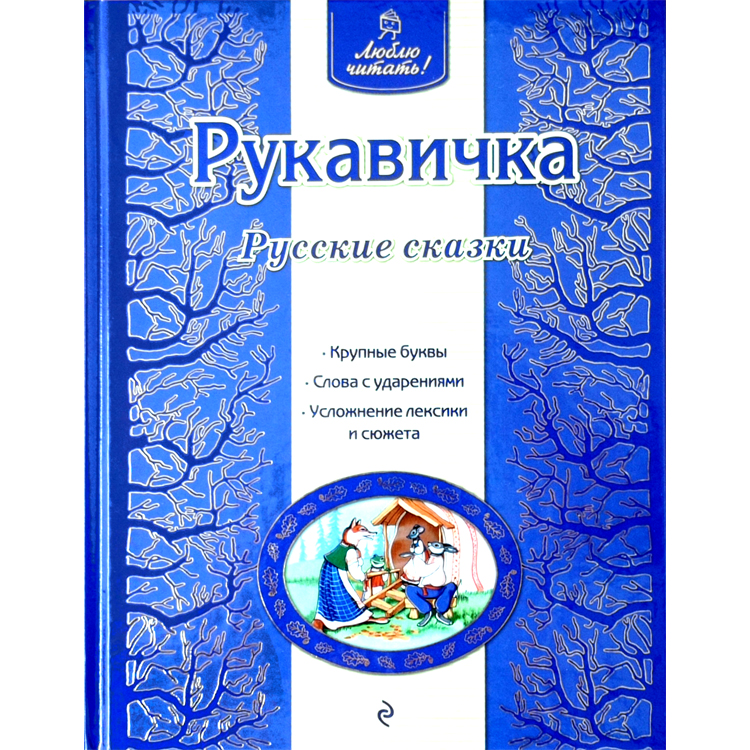 Люблю
читать!
Рукавичка
Русские сказки
· Крупные буквы
· Слова с ударениями
· Усложнение лексики
и сюжета